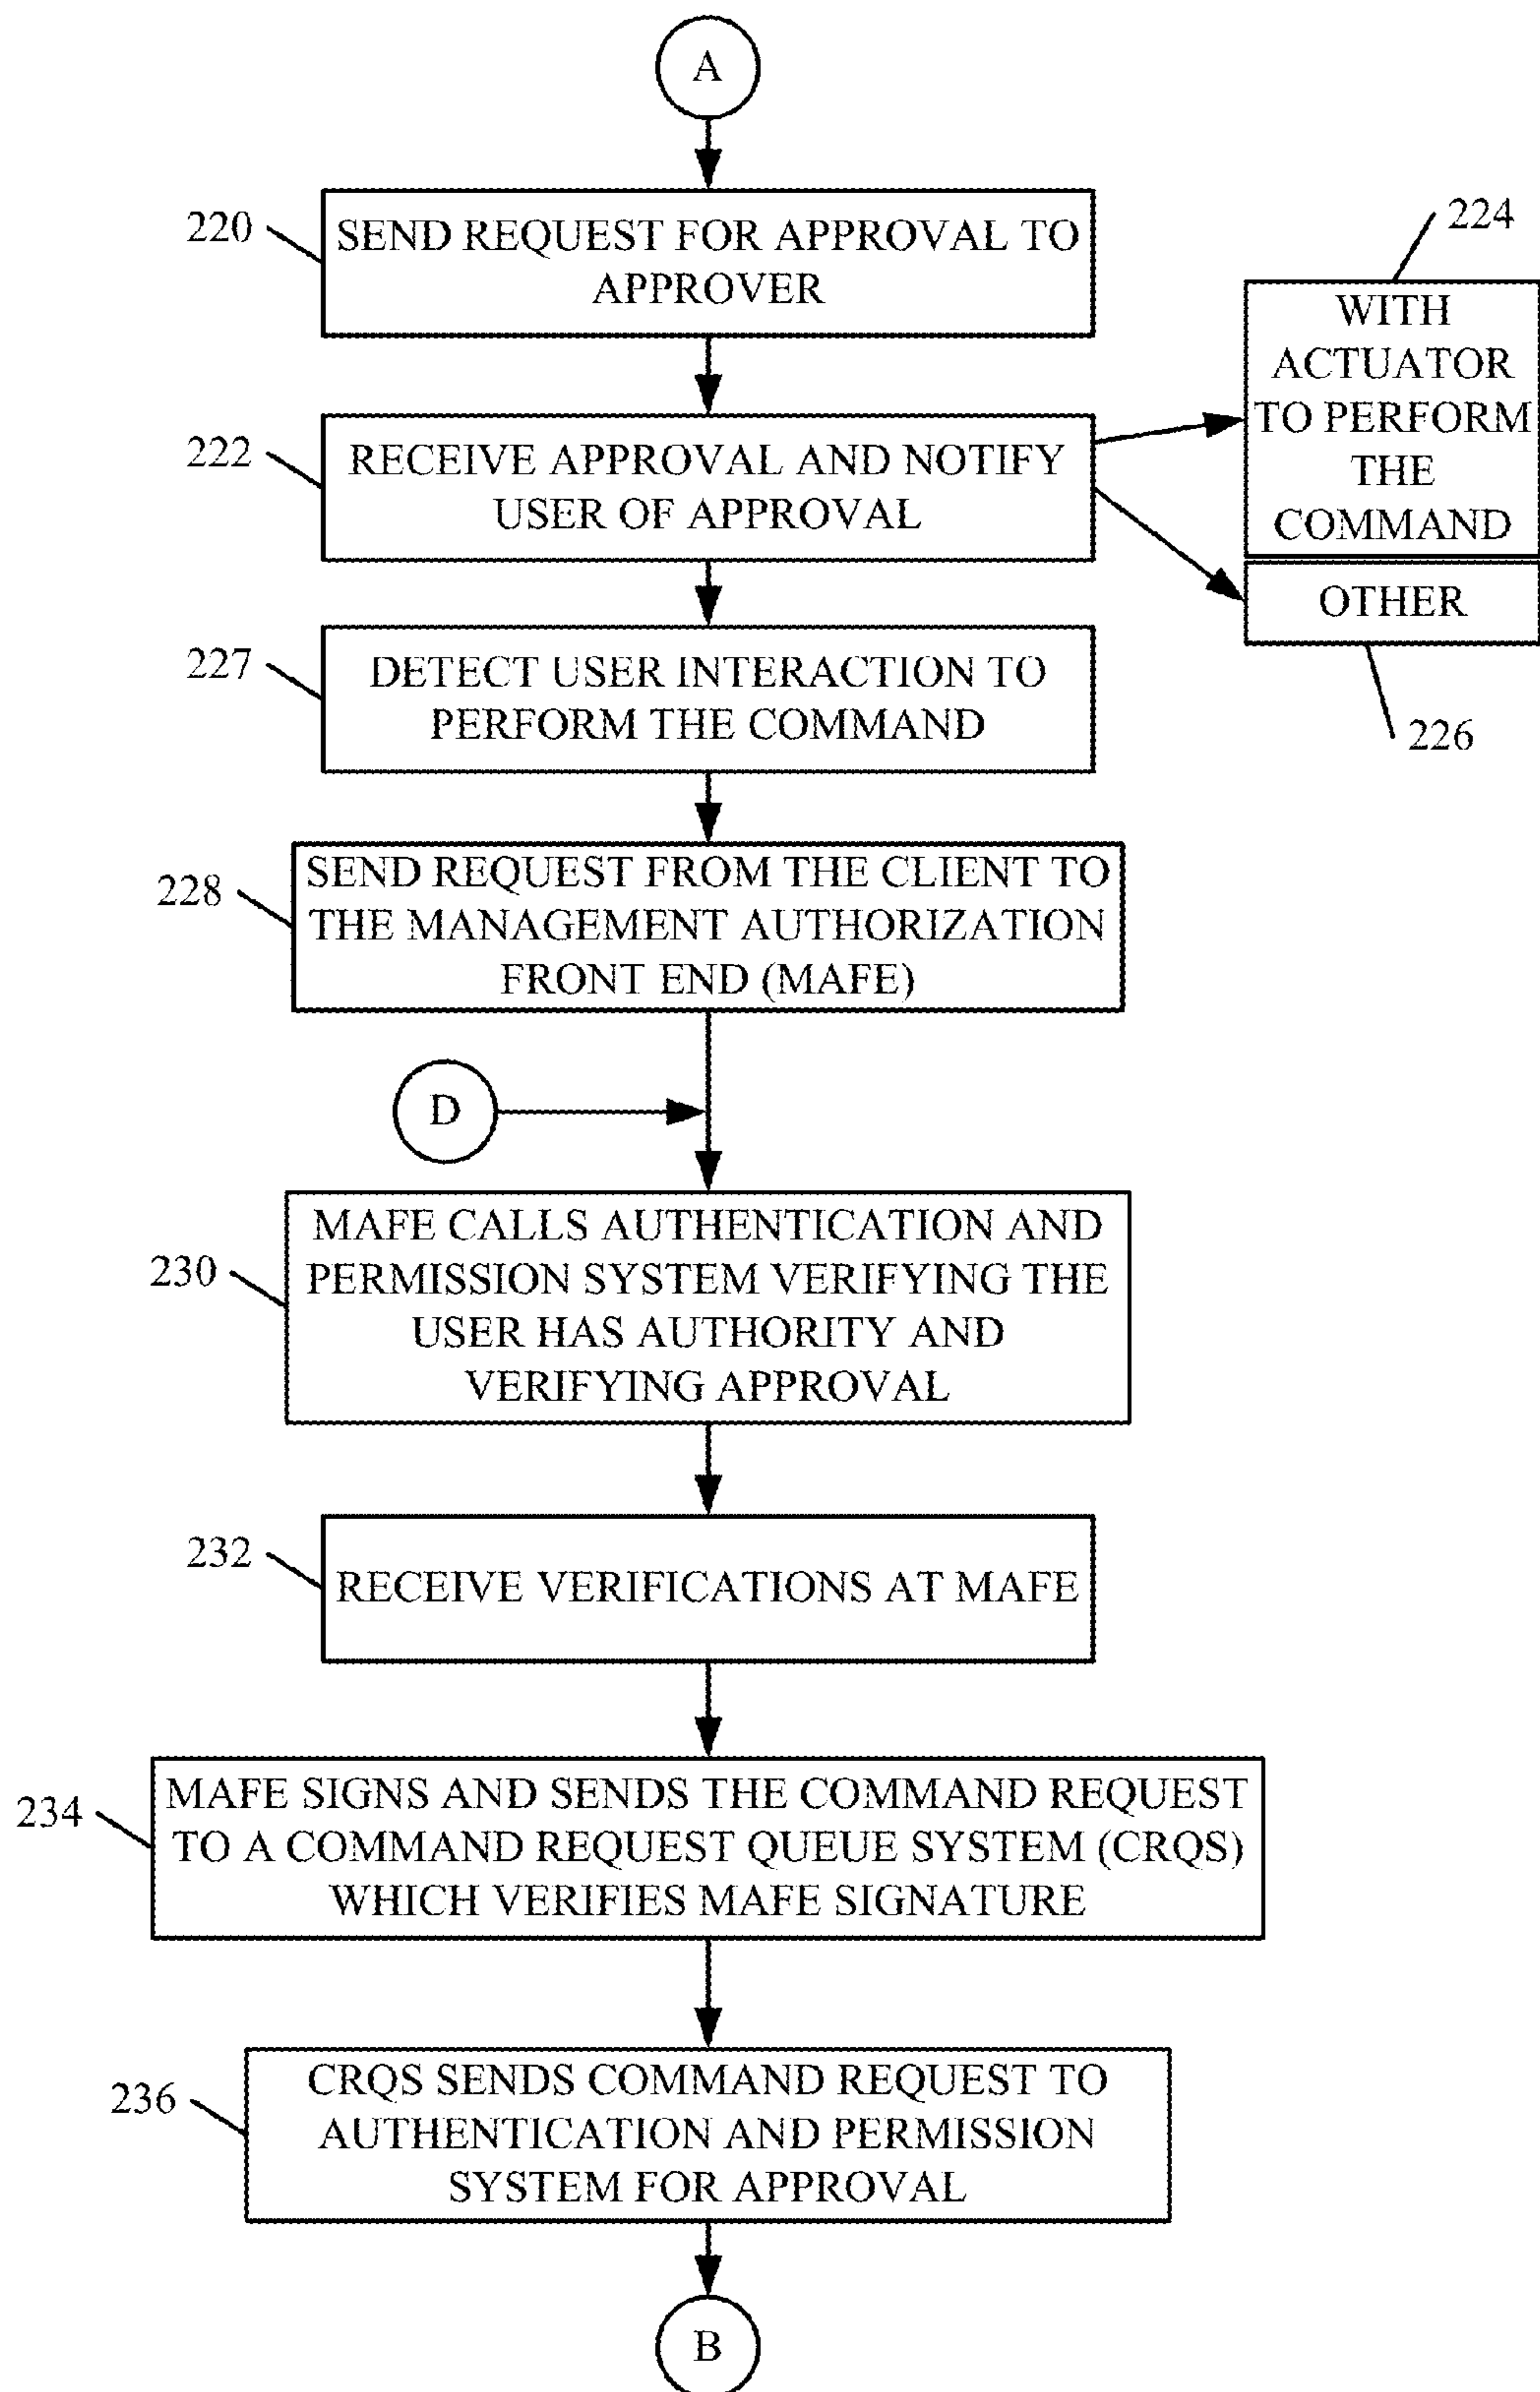 A
220
SEND REQUEST FOR APPROVAL TO
APPROVER
224
WITH
ACTUATOR
TO PERFORM
THE
COMMAND
222
RECEIVE APPROVAL AND NOTIFY
USER OF APPROVAL
OTHER
226
227
DETECT USER INTERACTION TO
PERFORM THE COMMAND
228
SEND REQUEST FROM THE CLIENT TO
THE MANAGEMENT AUTHORIZATION
FRONT END (MAFE)
D
230
MAFE CALLS AUTHENTICATION AND
PERMISSION SYSTEM VERIFYING THE
USER HAS AUTHORITY AND
VERIFYING APPROVAL
232
RECEIVE VERIFICATIONS AT MAFE
234
MAFE SIGNS AND SENDS THE COMMAND REQUEST
TO A COMMAND REQUEST QUEUE SYSTEM (CRQS)
WHICH VERIFIES MAFE SIGNATURE
236
CRQS SENDS COMMAND REQUEST TO
AUTHENTICATION AND PERMISSION
SYSTEM FOR APPROVAL
B